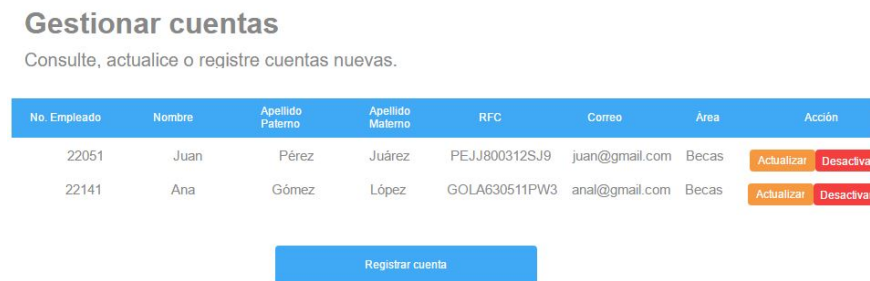 Gestionar cuentas
Consulte, actualice o registre cuentas nuevas.
No. Empleado Nombre Apellido Paterno Apellido Materno RFC Correo Área Acción
22051 Juan Pérez Juárez PEJJ800312SJ9 juan@gmail.com Becas Actualizar Desactivar
22141 Ana Gómez López GOLA630511PW3 anal@gmail.com Becas Actualizar Desactivar
Registrar cuenta